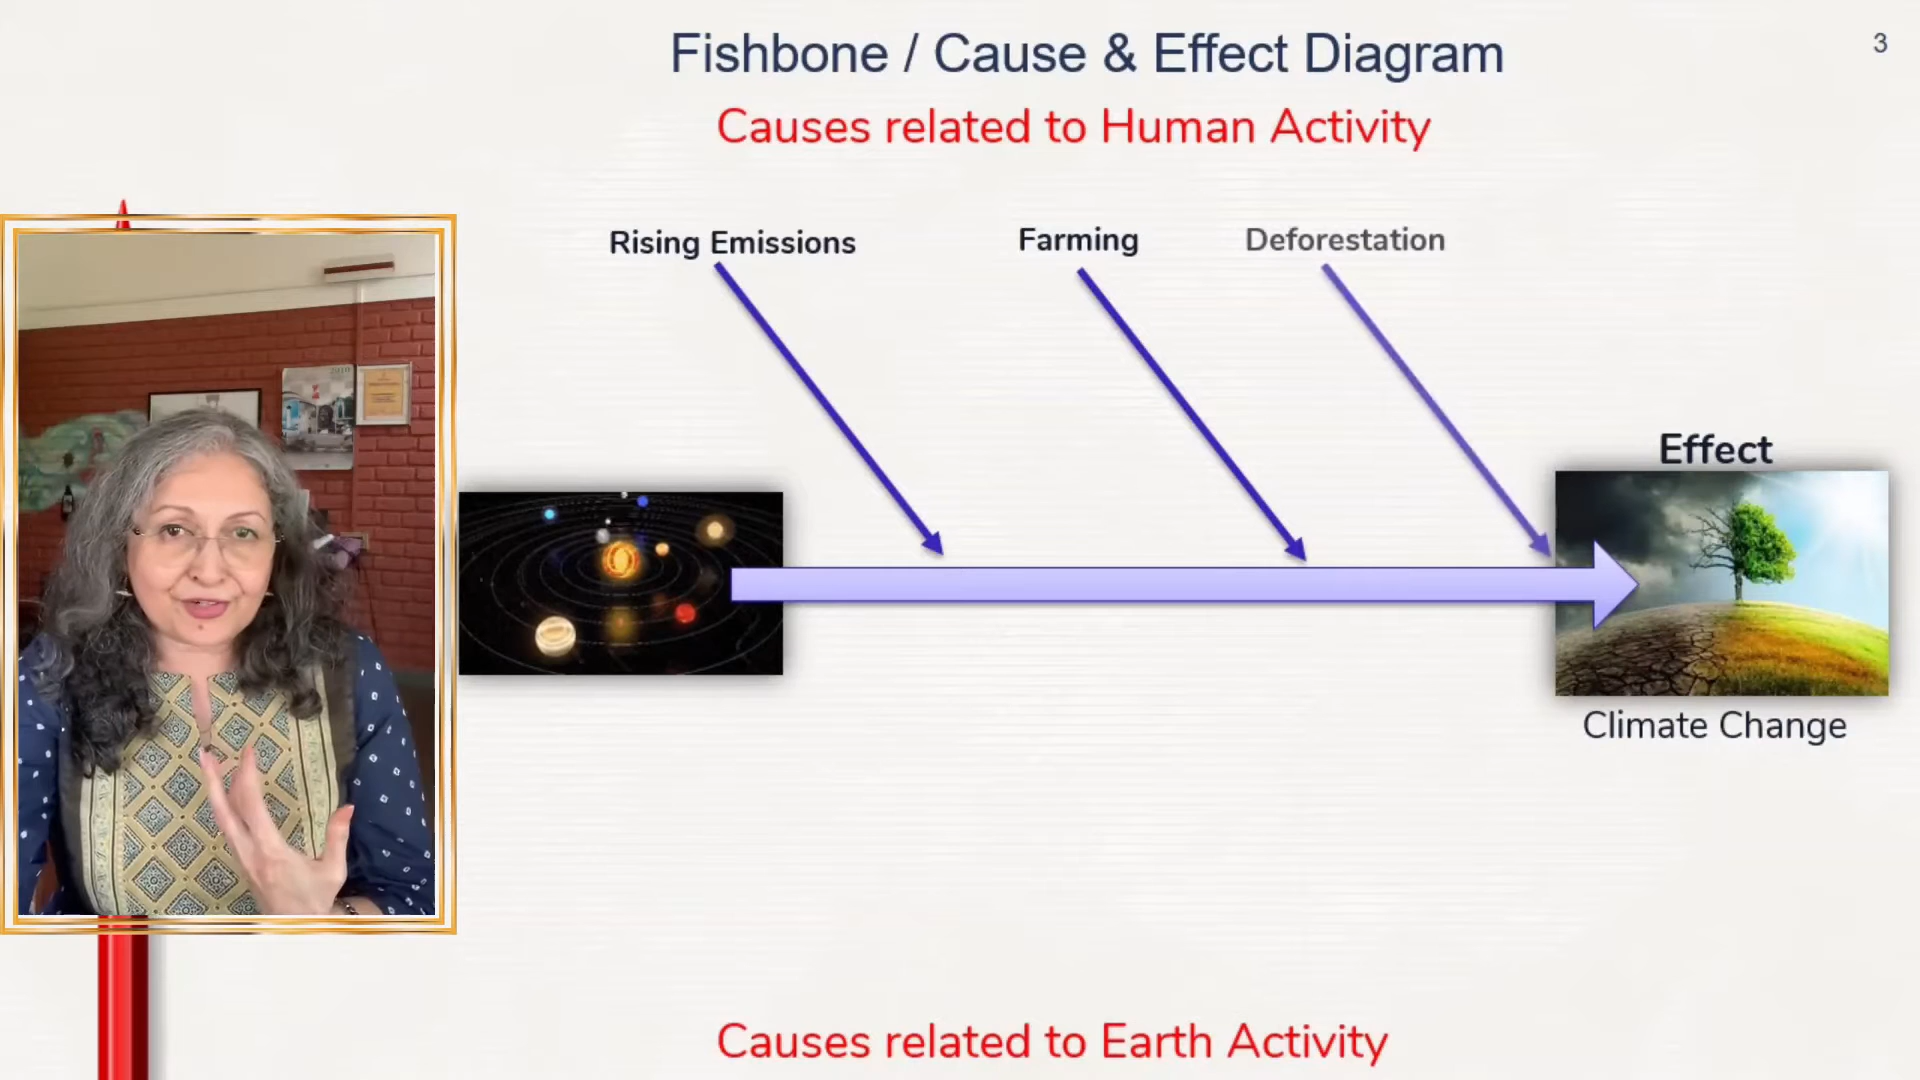 Fishbone / Cause & Effect Diagram
3
Causes related to Human Activity
Rising Emissions
Farming
Deforestation
2010
Effect
Climate Change
Causes related to Earth Activity